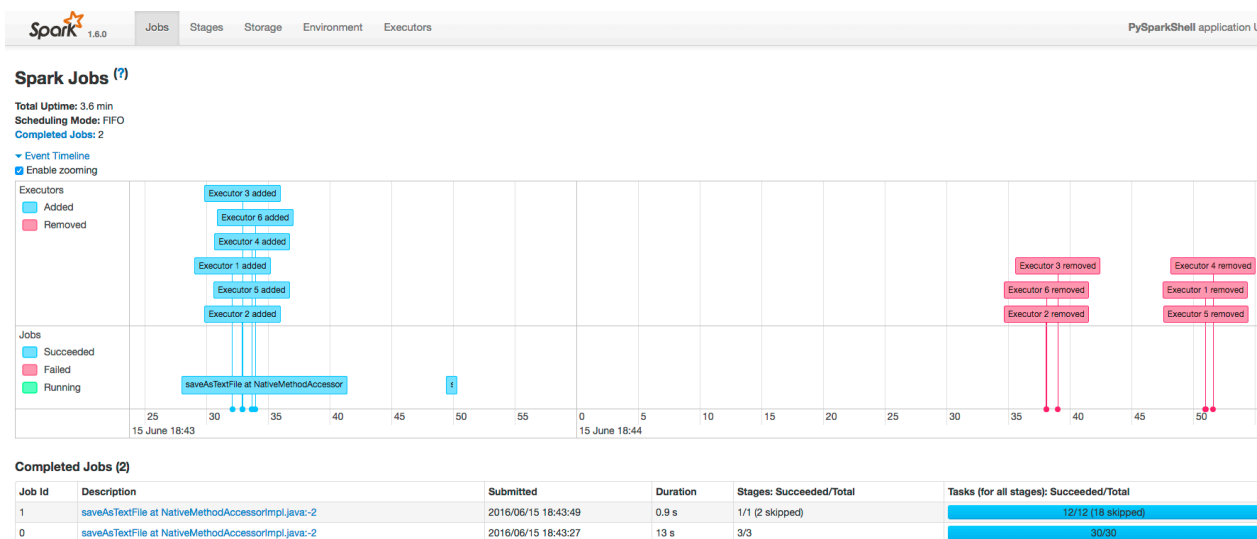 Spark 1.6.0 Jobs Stages Storage Environment Executors PySparkShell application U
Spark Jobs (?)
Total Uptime: 3.6 min
Scheduling Mode: FIFO
Completed Jobs: 2
Event Timeline
Enable zooming
Executors
Added
Removed
Executor 3 added
Executor 6 added
Executor 4 added
Executor 1 added
Executor 5 added
Executor 2 added
Executor 3 removed
Executor 6 removed
Executor 2 removed
Executor 4 removed
Executor 1 removed
Executor 5 removed
Jobs
Succeeded
Failed
Running
saveAsTextFile at NativeMethodAccessor
s
25 30 35 40 45 50 55 0 5 10 15 20 25 30 35 40 45 50
15 June 18:43 15 June 18:44
Completed Jobs (2)
Job Id Description Submitted Duration Stages: Succeeded/Total Tasks (for all stages): Succeeded/Total
1 saveAsTextFile at NativeMethodAccessorImpl.java:-2 2016/06/15 18:43:49 0.9 s 1/1 (2 skipped) 12/12 (18 skipped)
0 saveAsTextFile at NativeMethodAccessorImpl.java:-2 2016/06/15 18:43:27 13 s 3/3 30/30